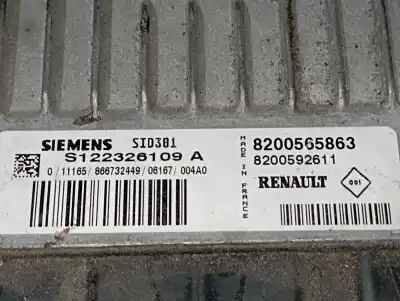 SIEMENS SID301
S122326109 A
0/11165/866732449/06167/004A0
MADE IN FRANCE
8200565863
8200592611
RENAULT
001